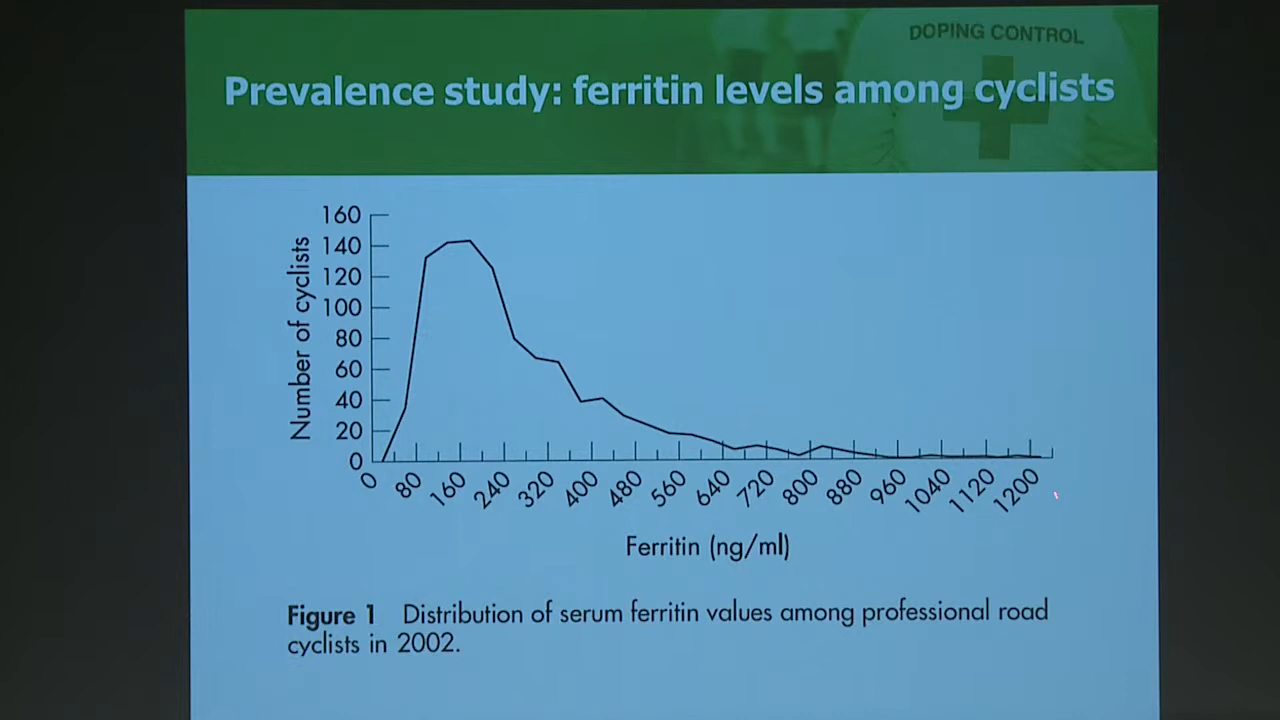 DOPING CONTROL
Prevalence study: ferritin levels among cyclists
160
140
120
100
80
60
40
20
0
Number of cyclists
0 80 160 240 320 400 480 560 640 720 800 880 960 1040 1120 1200
Ferritin (ng/ml)
Figure 1 Distribution of serum ferritin values among professional road
cyclists in 2002.